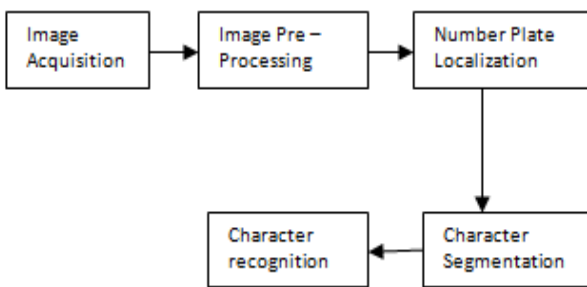 Image
Acquisition
Image Pre –
Processing
Number Plate
Localization
Character
Segmentation
Character
recognition